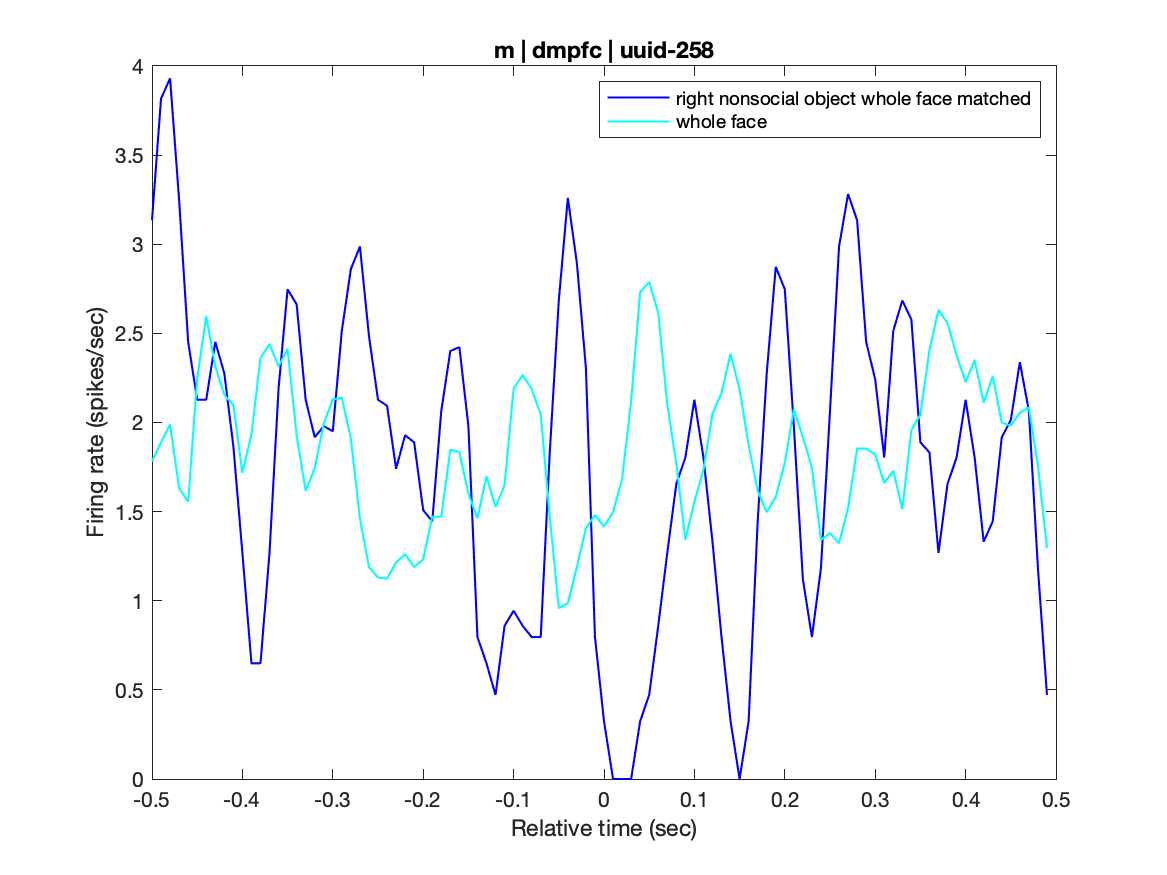 m | dmpfc | uuid-258
right nonsocial object whole face matched
whole face
Firing rate (spikes/sec)
4
3.5
3
2.5
2
1.5
1
0.5
0
-0.5 -0.4 -0.3 -0.2 -0.1 0 0.1 0.2 0.3 0.4 0.5
Relative time (sec)